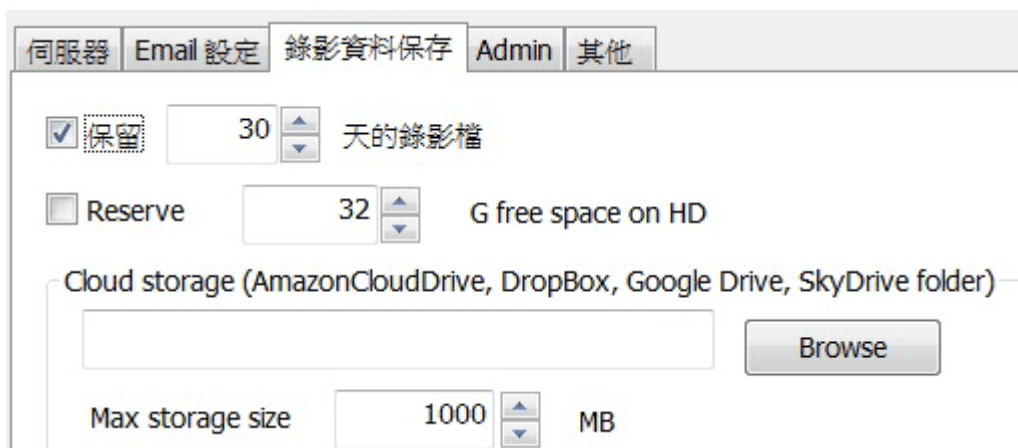 伺服器 Email 設定 錄影資料保存 Admin 其他
保留 30 天的錄影檔
Reserve 32 G free space on HD
Cloud storage (AmazonCloudDrive, DropBox, Google Drive, SkyDrive folder)
Browse
Max storage size 1000 MB